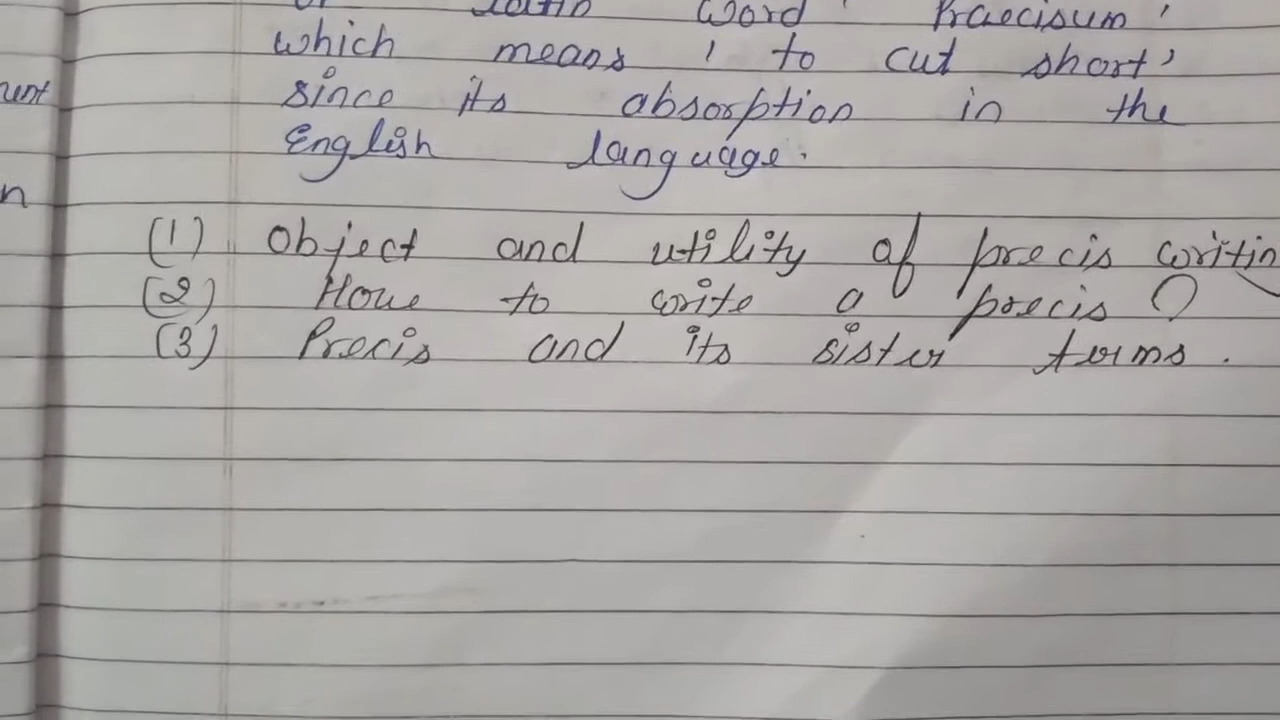 of Latin word 'Praecisum'
which means ' to cut short'
since its absorption in the
English language.
(1) Object and utility of precis writin
(2) How to write a precis ?
(3) Precis and its sister terms.